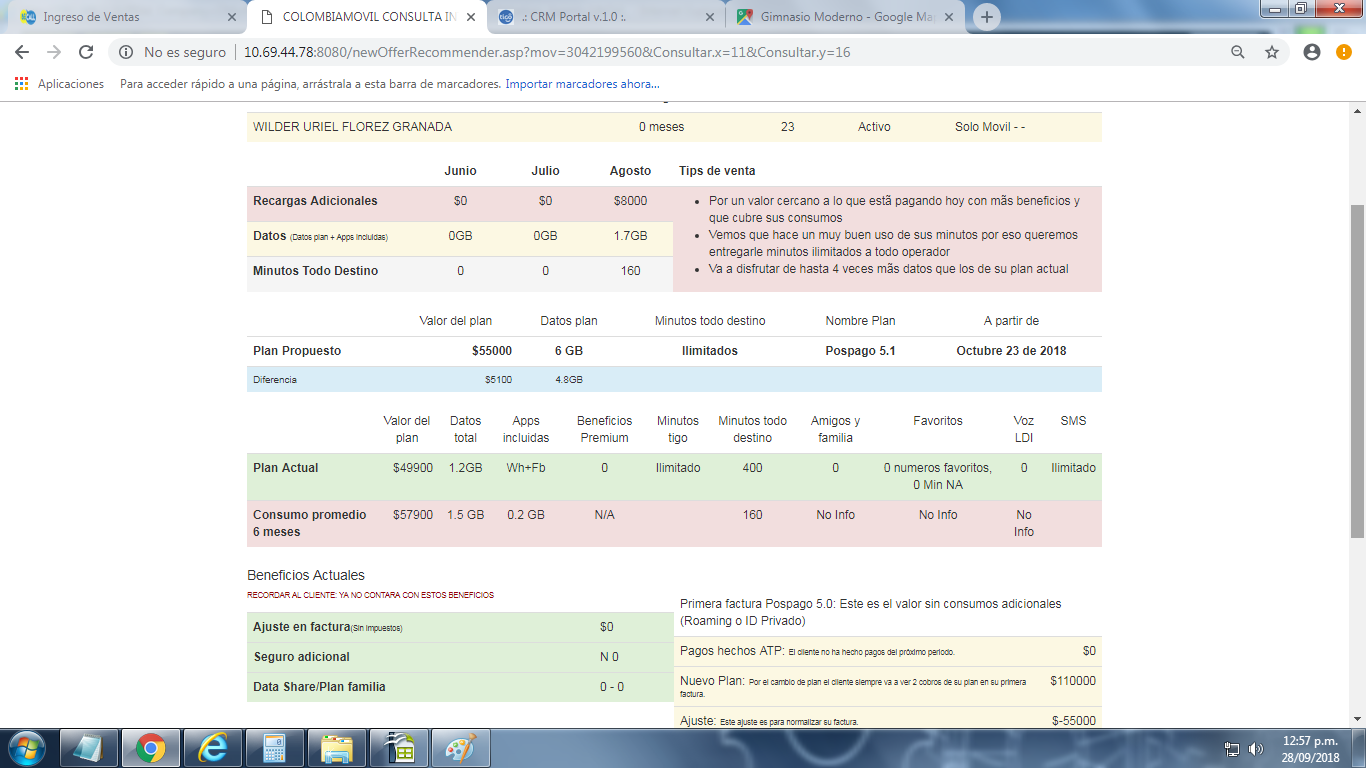 Ingreso de Ventas
COLOMBIAMOVIL CONSULTA IN
.: CRM Portal v.1.0 :.
Gimnasio Moderno - Google Ma
No es seguro
10.69.44.78:8080/newOfferRecommender.asp?mov=3042199560&Consultar.x=11&Consultar.y=16
Aplicaciones
Para acceder rápido a una página, arrástrala a esta barra de marcadores.
Importar marcadores ahora...
WILDER URIEL FLOREZ GRANADA 0 meses 23 Activo Solo Movil - -
Junio Julio Agosto Tips de venta
Recargas Adicionales $0 $0 $8000
Datos (Datos plan + Apps Incluidas) 0GB 0GB 1.7GB
Minutos Todo Destino 0 0 160
• Por un valor cercano a lo que estã pagando hoy con mãs beneficios y
que cubre sus consumos
• Vemos que hace un muy buen uso de sus minutos por eso queremos
entregarle minutos ilimitados a todo operador
• Va a disfrutar de hasta 4 veces mãs datos que los de su plan actual
Valor del plan Datos plan Minutos todo destino Nombre Plan A partir de
Plan Propuesto $55000 6 GB Ilimitados Pospago 5.1 Octubre 23 de 2018
Diferencia $5100 4.8GB
Valor del Datos Apps Beneficios Minutos Minutos todo Amigos y Favoritos Voz SMS
plan total incluidas Premium tigo destino familia LDI
Plan Actual $49900 1.2GB Wh+Fb 0 Ilimitado 400 0 0 numeros favoritos, 0 Ilimitado
0 Min NA
Consumo promedio $57900 1.5 GB 0.2 GB N/A 160 No Info No Info No
6 meses Info
Beneficios Actuales
RECORDAR AL CLIENTE: YA NO CONTARA CON ESTOS BENEFICIOS
Ajuste en factura(Sin impuestos) $0
Seguro adicional N 0
Data Share/Plan familia 0 - 0
Primera factura Pospago 5.0: Este es el valor sin consumos adicionales
(Roaming o ID Privado)
Pagos hechos ATP: El cliente no ha hecho pagos del próximo periodo. $0
Nuevo Plan: Por el cambio de plan el cliente siempre va a ver 2 cobros de su plan en su primera $110000
factura.
Ajuste: Este ajuste es para normalizar su factura. $-55000
12:57 p.m.
28/09/2018